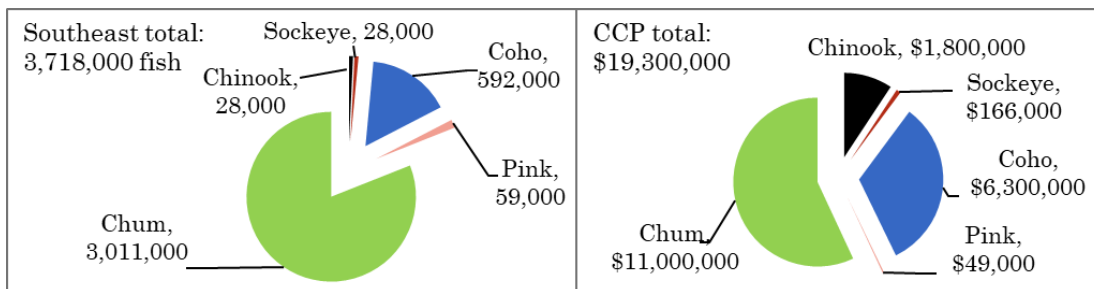 Southeast total:
3,718,000 fish
Sockeye, 28,000
Chinook,
28,000
Coho,
592,000
Pink,
59,000
Chum,
3,011,000
CCP total:
$19,300,000
Chinook, $1,800,000
Sockeye,
$166,000
Coho,
$6,300,000
Pink,
$49,000
Chum,
$11,000,000